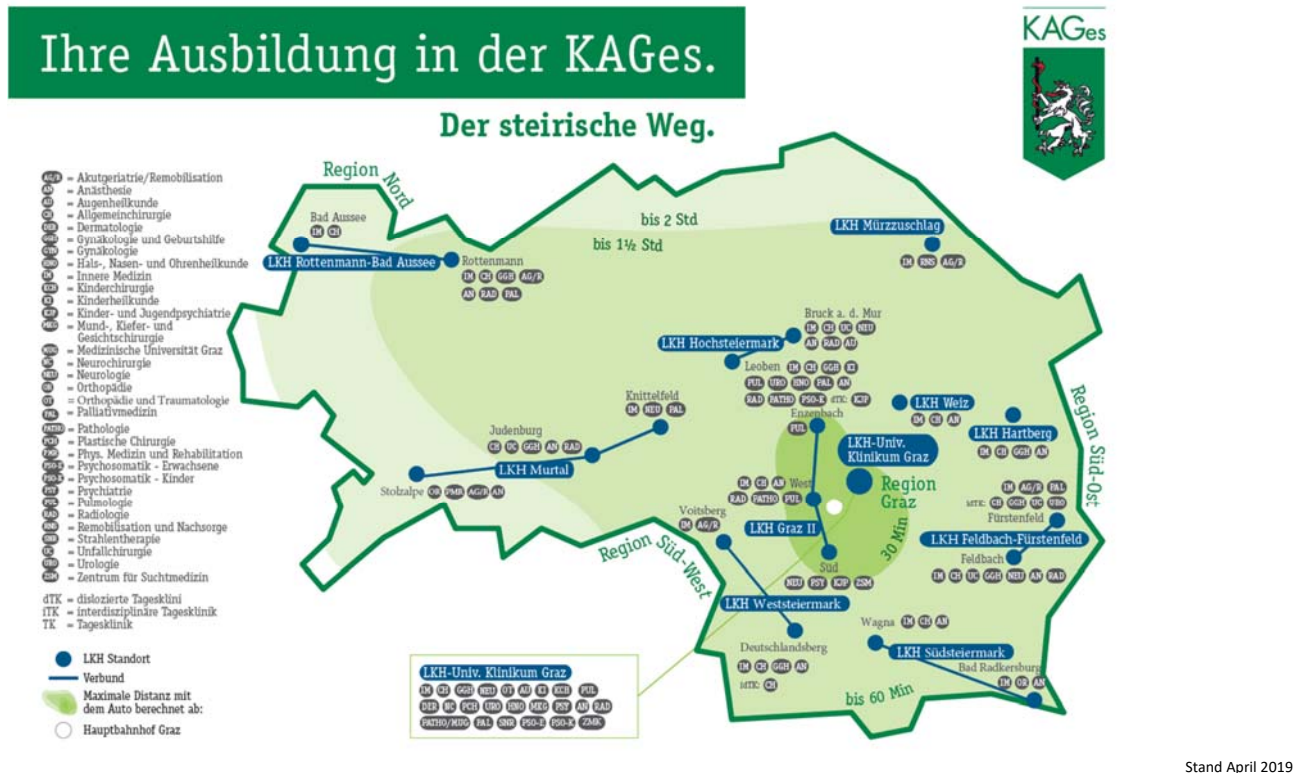 Ihre Ausbildung in der KAGes.
KAGes
Der steirische Weg.
AG/R = Akutgeriatrie/Remobilisation
AN = Anästhesie
AU = Augenheilkunde
CH = Allgemeinchirurgie
DER = Dermatologie
GGH = Gynäkologie und Geburtshilfe
GYN = Gynäkologie
HNO = Hals-, Nasen- und Ohrenheilkunde
IM = Innere Medizin
KCH = Kinderchirurgie
KI = Kinderheilkunde
KJP = Kinder- und Jugendpsychiatrie
MKG = Mund-, Kiefer- und
Gesichtschirurgie
MUG = Medizinische Universität Graz
NC = Neurochirurgie
NEU = Neurologie
OR = Orthopädie
OT = Orthopädie und Traumatologie
PAL = Palliativmedizin
PATHO = Pathologie
PCH = Plastische Chirurgie
PMR = Phys. Medizin und Rehabilitation
PSO-E = Psychosomatik - Erwachsene
PSO-K = Psychosomatik - Kinder
PSY = Psychiatrie
PUL = Pulmologie
RAD = Radiologie
= Remobilisation und Nachsorge
SNR = Strahlentherapie
UC = Unfallchirurgie
URO = Urologie
ZSM = Zentrum für Suchtmedizin
dTK = dislozierte Tagesklini
iTK = interdisziplinäre Tagesklinik
TK = Tagesklinik
LKH Standort
Verbund
Maximale Distanz mit
dem Auto berechnet ab:
Hauptbahnhof Graz
Region Nord
bis 2 Std
bis 1½ Std
Bad Aussee
IM CH
LKH Rottenmann-Bad Aussee
Rottenmann
IM CH GGH AG/R
AN RAD PAL
LKH Mürzzuschlag
IM RNS AG/R
Bruck a. d. Mur
IM CH UC NEU
AN RAD AU
LKH Hochsteiermark
Leoben IM CH GGH KI
PUL URO HNO PAL AN
RAD PATHO PSO-K dTK: KJP
Knittelfeld
IM NEU PAL
Judenburg
CH UC GGH AN RAD
LKH Murtal
Stolzalpe OR PMR AG/R AN
Enzenbach
PUL
LKH Weiz
IM CH AN
LKH Hartberg
IM CH GGH AN
Region Süd-Ost
LKH-Univ.
Klinikum Graz
Region
Graz
30 Min
IM CH AN West
RAD PATHO PUL
LKH Graz II
Süd
NEU PSY KJP ZSM
IM AG/R PAL
CH GGH UC URO
Fürstenfeld
LKH Feldbach-Fürstenfeld
Feldbach
IM CH UC GGH NEU AN RAD
Voitsberg
IM AG/R
Region Süd-West
LKH Weststeiermark
Deutschlandsberg
IM CH GGH AN
CH
Wagna IM CH AN
LKH Südsteiermark
Bad Radkersburg
IM OR AN
bis 60 Min
LKH-Univ. Klinikum Graz
IM CH GGH NEU OT AU KI KCH PUL
DER NC PCH URO HNO MKG PSY AN RAD
PATHO/MUG PAL SNR PSO-E PSO-K ZMK
Stand April 2019